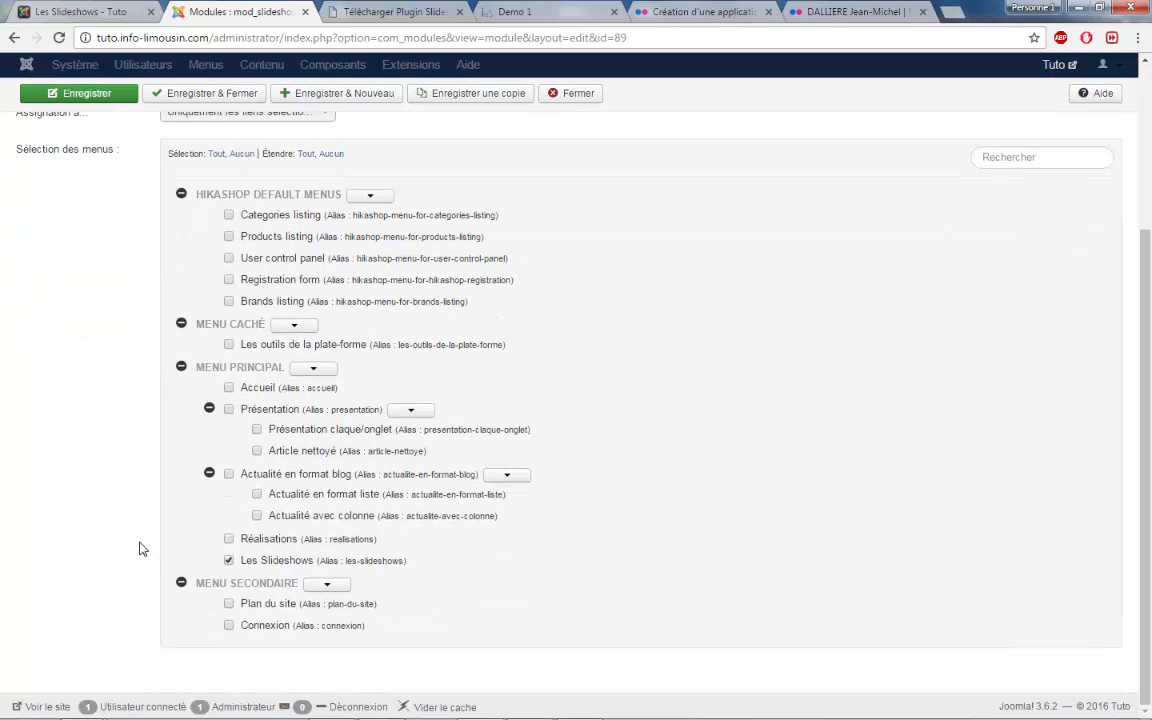 Les Slideshows - Tuto
Modules : mod_slidesho
Télécharger Plugin Slide
Demo 1
Création d'une applicatio
DALLIERE Jean-Michel | F
Personne 1
tuto.info-limousin.com/administrator/index.php?option=com_modules&view=module&layout=edit&id=89
ABP
Système Utilisateurs Menus Contenu Composants Extensions Aide Tuto
Enregistrer Enregistrer & Fermer Enregistrer & Nouveau Enregistrer une copie Fermer Aide
Assignation à... Uniquement les liens sélectio...
Sélection des menus :
Sélection: Tout, Aucun | Étendre: Tout, Aucun
Rechercher
HIKASHOP DEFAULT MENUS
Categories listing (Alias : hikashop-menu-for-categories-listing)
Products listing (Alias : hikashop-menu-for-products-listing)
User control panel (Alias : hikashop-menu-for-user-control-panel)
Registration form (Alias : hikashop-menu-for-hikashop-registration)
Brands listing (Alias : hikashop-menu-for-brands-listing)
MENU CACHÉ
Les outils de la plate-forme (Alias : les-outils-de-la-plate-forme)
MENU PRINCIPAL
Accueil (Alias : accueil)
Présentation (Alias : presentation)
Présentation claque/onglet (Alias : presentation-claque-onglet)
Article nettoyé (Alias : article-nettoye)
Actualité en format blog (Alias : actualite-en-format-blog)
Actualité en format liste (Alias : actualite-en-format-liste)
Actualité avec colonne (Alias : actualite-avec-colonne)
Réalisations (Alias : realisations)
Les Slideshows (Alias : les-slideshows)
MENU SECONDAIRE
Plan du site (Alias : plan-du-site)
Connexion (Alias : connexion)
Voir le site 1 Utilisateur connecté 1 Administrateur 0 Déconnexion Vider le cache
Joomla! 3.6.2 — © 2016 Tuto